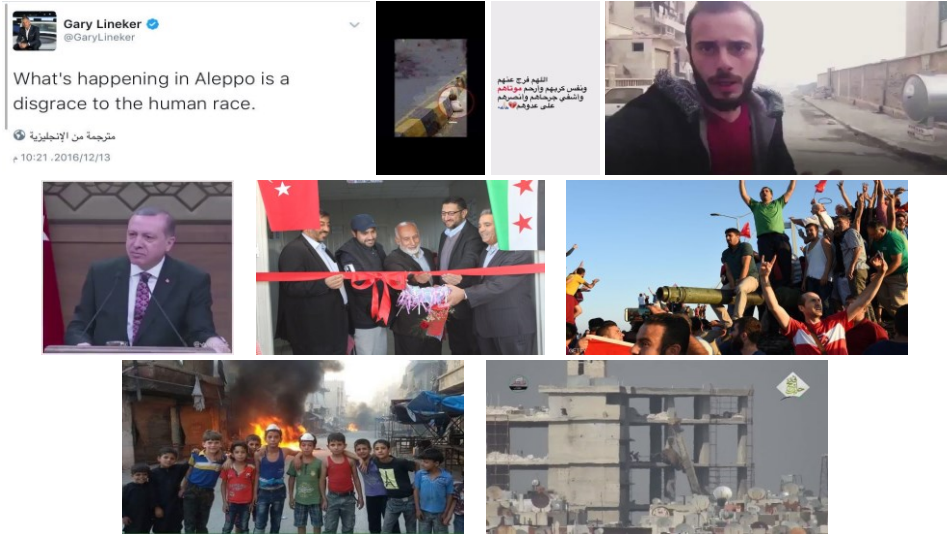 Gary Lineker
@GaryLineker
What's happening in Aleppo is a
disgrace to the human race.
مترجمة من الإنجليزية
2016/12/13، 10:21 م
اللهم فرج عنهم
ونفس كربهم وارحم موتاهم
واشفي جرحاهم وانصرهم
على عدوهم